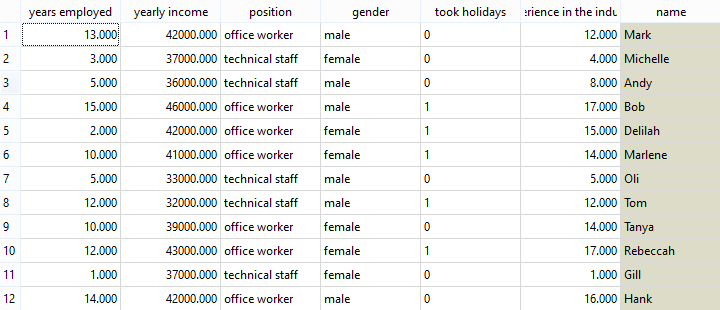 years employed yearly income position gender took holidays erience in the indu name
1 13.000 42000.000 office worker male 0 12.000 Mark
2 3.000 37000.000 technical staff female 0 4.000 Michelle
3 5.000 36000.000 technical staff male 0 8.000 Andy
4 15.000 46000.000 office worker male 1 17.000 Bob
5 2.000 42000.000 office worker female 1 15.000 Delilah
6 10.000 41000.000 office worker female 1 14.000 Marlene
7 5.000 33000.000 technical staff male 0 5.000 Oli
8 12.000 32000.000 technical staff male 1 12.000 Tom
9 10.000 39000.000 office worker female 0 14.000 Tanya
10 12.000 43000.000 office worker female 1 17.000 Rebeccah
11 1.000 37000.000 technical staff female 0 1.000 Gill
12 14.000 42000.000 office worker male 0 16.000 Hank